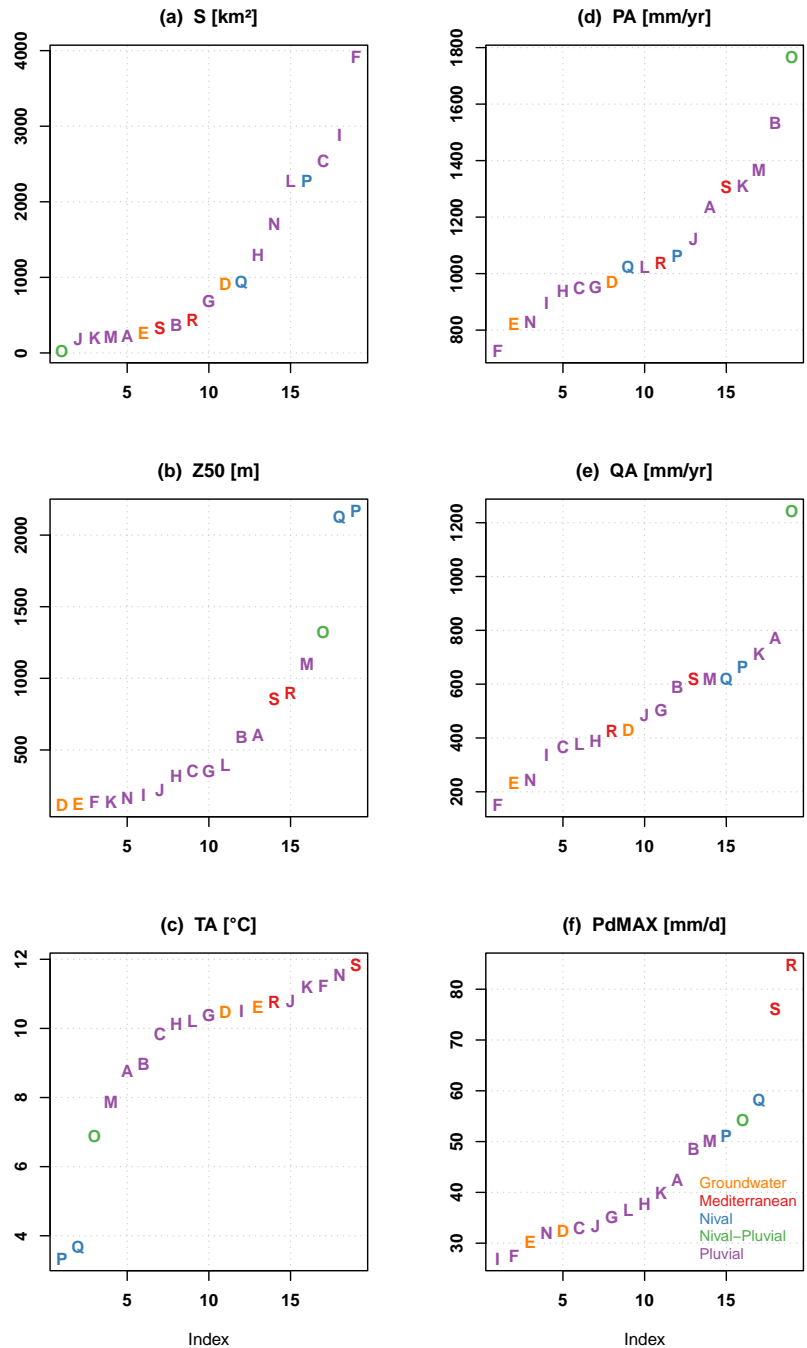 (a) S [km²]
4000
3000
2000
1000
0
O J K M A E S B R G D Q H N L P C I F
5 10 15
(d) PA [mm/yr]
1800
1600
1400
1200
1000
800
F E N I H C G D Q L R P J A S K M B O
5 10 15
(b) Z50 [m]
2000
1500
1000
500
D E F K N I J H C G L B A S R M O Q P
5 10 15
(e) QA [mm/yr]
1200
1000
800
600
400
200
F E N I C L H R D J G B S M Q P K A O
5 10 15
(c) TA [°C]
12
10
8
6
4
P Q O M A B C H L G D I E R J K F N S
5 10 15
Index
(f) PdMAX [mm/d]
80
70
60
50
40
30
I F E N D C J G L H K A B M P O Q S R
Groundwater
Mediterranean
Nival
Nival−Pluvial
Pluvial
5 10 15
Index